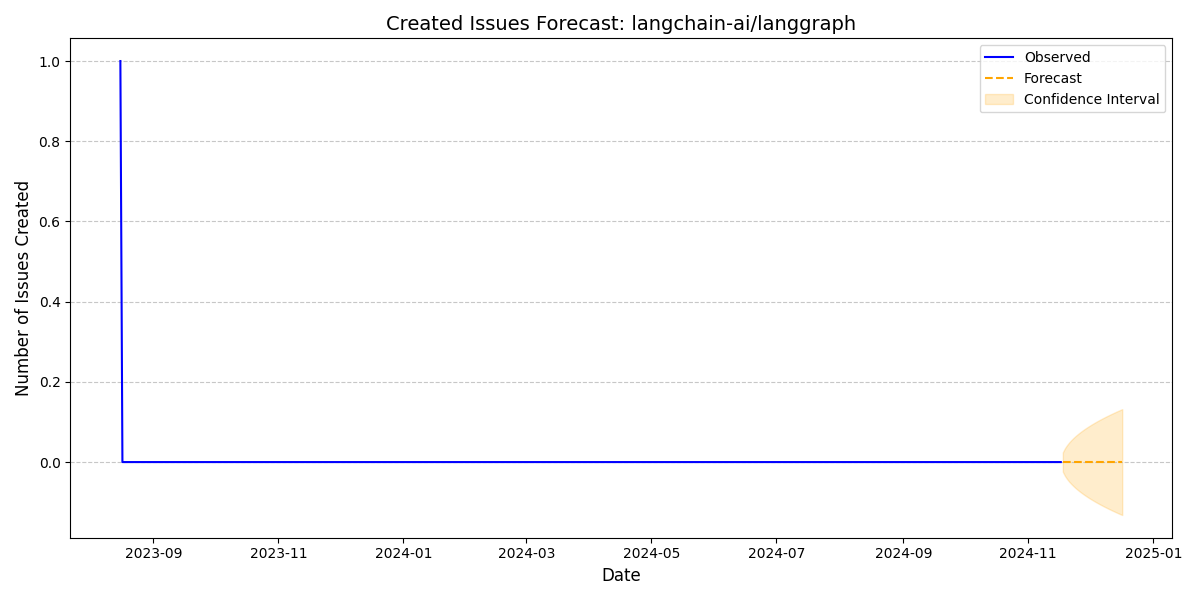 Created Issues Forecast: langchain-ai/langgraph
Observed
Forecast
Confidence Interval
Number of Issues Created
1.0
0.8
0.6
0.4
0.2
0.0
2023-09
2023-11
2024-01
2024-03
2024-05
2024-07
2024-09
2024-11
2025-01
Date